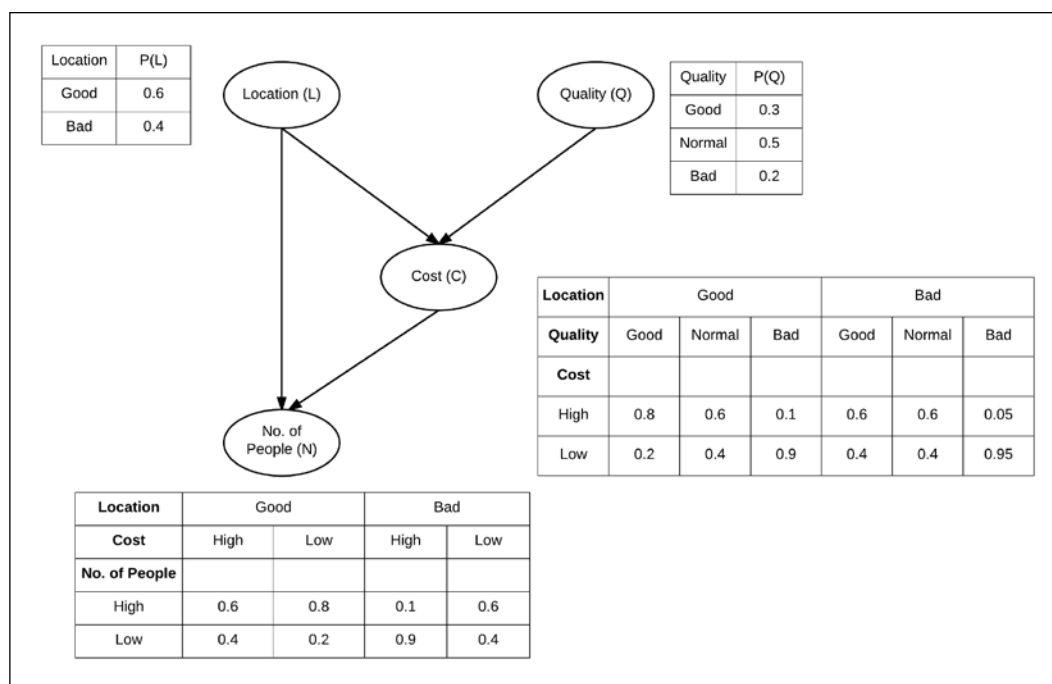 Location P(L)
Good 0.6
Bad 0.4
Location (L)
Quality (Q)
Quality P(Q)
Good 0.3
Normal 0.5
Bad 0.2
Cost (C)
No. of
People (N)
Location Good Bad
Quality Good Normal Bad Good Normal Bad
Cost
High 0.8 0.6 0.1 0.6 0.6 0.05
Low 0.2 0.4 0.9 0.4 0.4 0.95
Location Good Bad
Cost High Low High Low
No. of People
High 0.6 0.8 0.1 0.6
Low 0.4 0.2 0.9 0.4